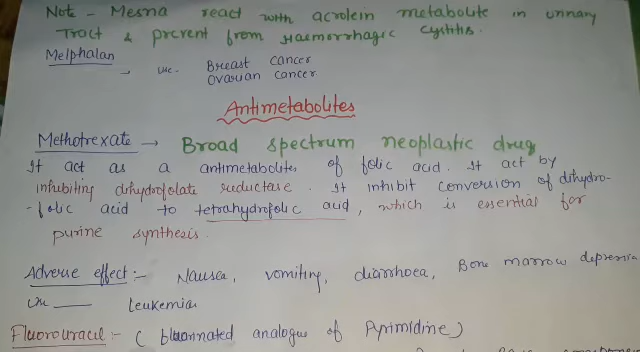 Note - Mesna react with acrolein metabolite in urinary
Tract & prevent from Haemorrhagic Cystitis.
Melphalan
→ use. Breast cancer
Ovarian cancer
Antimetabolites
Methotrexate → Broad spectrum neoplastic drug
It act as a antimetabolites of folic acid. It act by
inhibiting dihydrofolate reductase. It inhibit conversion of dihydro-
-folic acid to tetrahydrofolic acid, which is essential for
purine synthesis.
Adverse effect:- Nausea, vomiting, diarrhoea, Bone marrow depression
Use — Leukemia
Fluorouracil:- ( analogue of Pyrimidine)